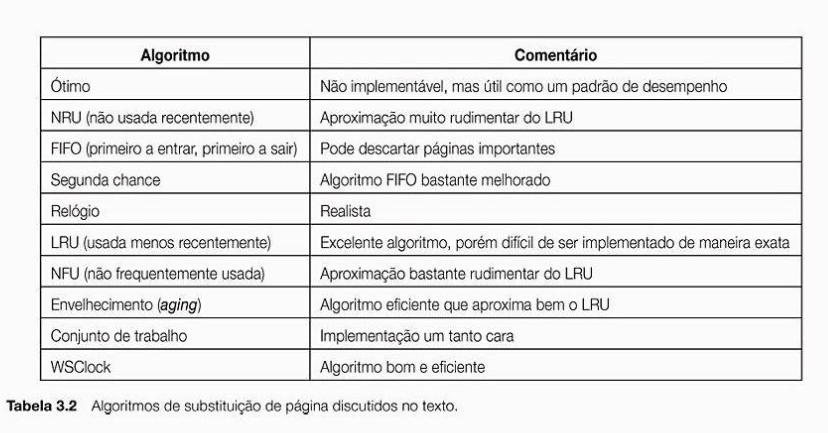 Algoritmo Comentário
Ótimo Não implementável, mas útil como um padrão de desempenho
NRU (não usada recentemente) Aproximação muito rudimentar do LRU
FIFO (primeiro a entrar, primeiro a sair) Pode descartar páginas importantes
Segunda chance Algoritmo FIFO bastante melhorado
Relógio Realista
LRU (usada menos recentemente) Excelente algoritmo, porém difícil de ser implementado de maneira exata
NFU (não frequentemente usada) Aproximação bastante rudimentar do LRU
Envelhecimento (aging) Algoritmo eficiente que aproxima bem o LRU
Conjunto de trabalho Implementação um tanto cara
WSClock Algoritmo bom e eficiente
Tabela 3.2 Algoritmos de substituição de página discutidos no texto.